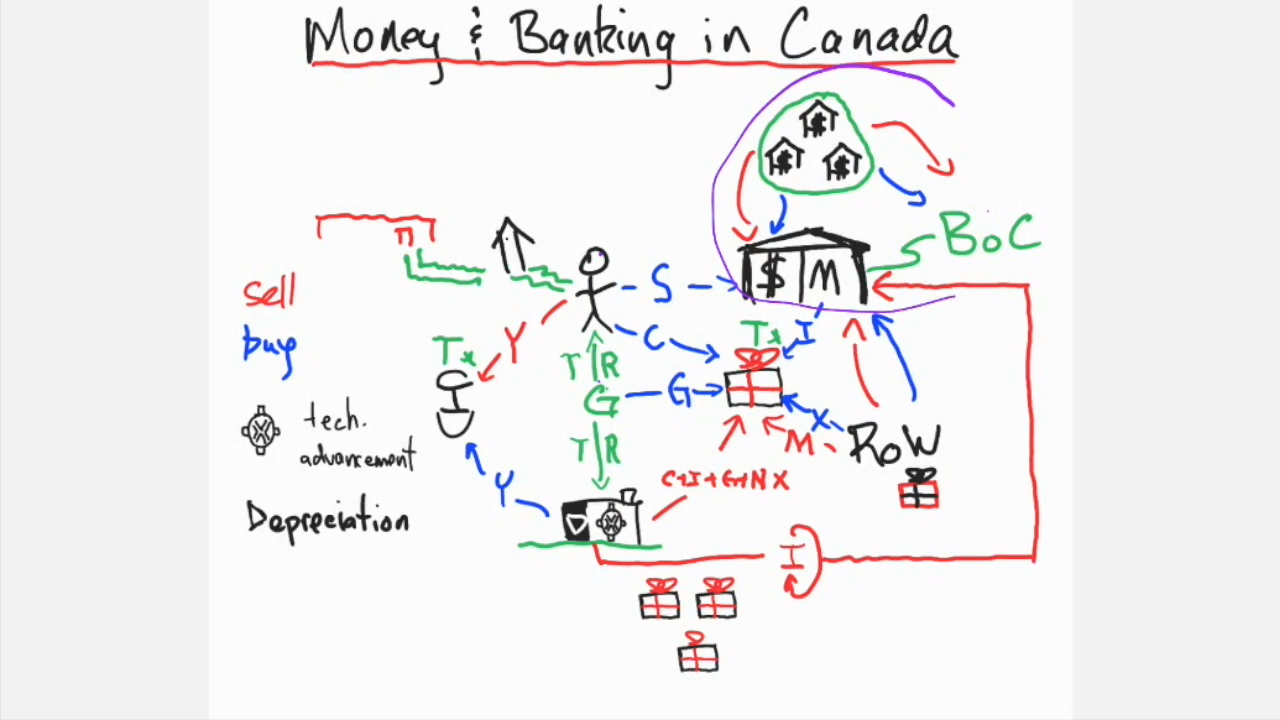 Money & Banking in Canada
$
$ $
BoC
$ M
S
sell
buy
Tx
Y
C
Tx
I
T R
G
G
X
M
RoW
tech.
advancement
T R
Y
C+I+G+NX
Depreciation
I